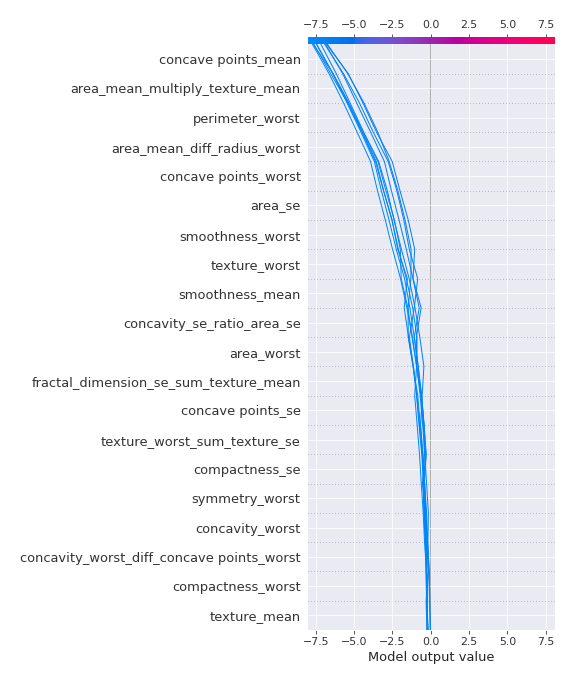 −7.5 −5.0 −2.5 0.0 2.5 5.0 7.5
concave points_mean
area_mean_multiply_texture_mean
perimeter_worst
area_mean_diff_radius_worst
concave points_worst
area_se
smoothness_worst
texture_worst
smoothness_mean
concavity_se_ratio_area_se
area_worst
fractal_dimension_se_sum_texture_mean
concave points_se
texture_worst_sum_texture_se
compactness_se
symmetry_worst
concavity_worst
concavity_worst_diff_concave points_worst
compactness_worst
texture_mean
−7.5 −5.0 −2.5 0.0 2.5 5.0 7.5
Model output value